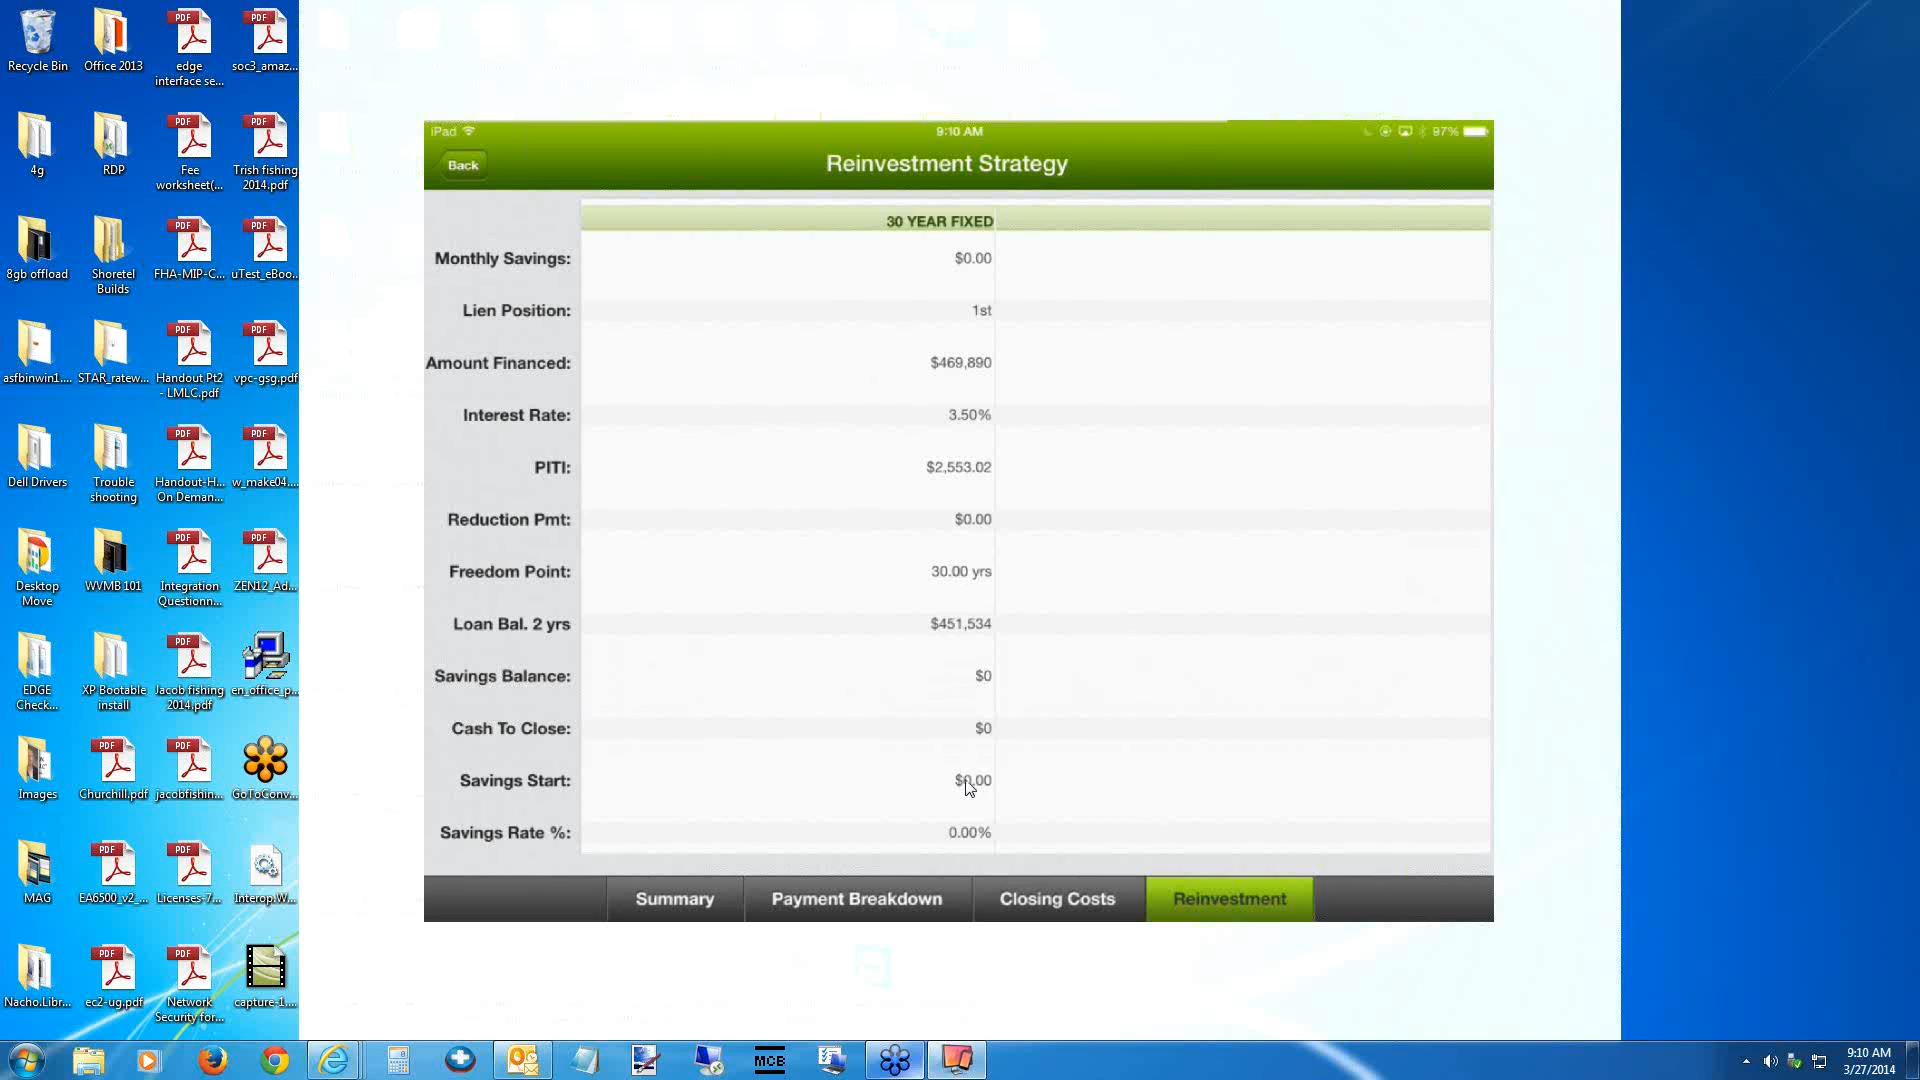 Recycle Bin
Office 2013
edge
interface se...
soc3_amaz...
4g
RDP
Fee
worksheet(...
Trish fishing
2014.pdf
8gb offload
Shoretel
Builds
FHA-MIP-C...
uTest_eBoo...
asfbinwin1....
STAR_ratew...
Handout Pt2
- LMLC.pdf
vpc-gsg.pdf
Dell Drivers
Trouble
shooting
Handout-H...
On Deman...
w_make04....
Desktop
Move
WVMB 101
Integration
Questionn...
ZEN12_Ad...
EDGE
Check...
XP Bootable
install
Jacob fishing
2014.pdf
en_office_p...
Images
Churchill.pdf
jacobfishin...
GoToConv...
MAG
EA6500_v2_...
Licenses-7...
Interop.W...
Nacho.Libr...
ec2-ug.pdf
Network
Security for...
capture-1....
iPad
9:10 AM
97%
Back
Reinvestment Strategy
30 YEAR FIXED
Monthly Savings: $0.00
Lien Position: 1st
Amount Financed: $469,890
Interest Rate: 3.50%
PITI: $2,553.02
Reduction Pmt: $0.00
Freedom Point: 30.00 yrs
Loan Bal. 2 yrs $451,534
Savings Balance: $0
Cash To Close: $0
Savings Start: $0.00
Savings Rate %: 0.00%
Summary
Payment Breakdown
Closing Costs
Reinvestment
MCB
9:10 AM
3/27/2014